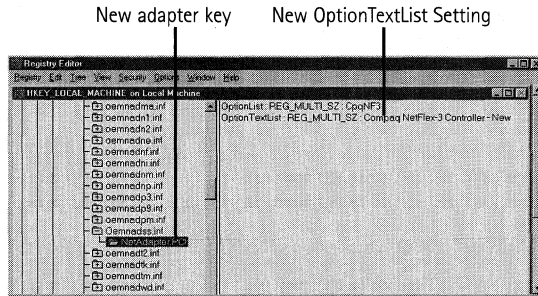 New adapter key New OptionTextList Setting
Registry Editor
Registry Edit Tree View Security Options Window Help
HKEY_LOCAL_MACHINE on Local Machine
oemnadma.inf
oemnadn1.inf
oemnadn2.inf
oemnadne.inf
oemnadnf.inf
oemnadni.inf
oemnadnm.inf
oemnadnp.inf
oemnadp3.inf
oemnadp9.inf
oemnadpm.inf
Oemnadss.inf
NetAdapter.PCI
oemnadt2.inf
oemnadtk.inf
oemnadtm.inf
oemnadwd.inf
OptionList : REG_MULTI_SZ : CpqNF3
OptionTextList : REG_MULTI_SZ : Compaq NetFlex-3 Controller - New